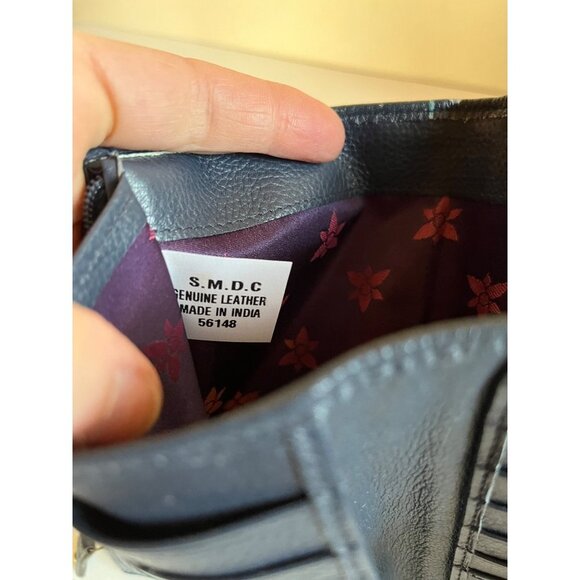 S.M.D.C
GENUINE LEATHER
MADE IN INDIA
56148